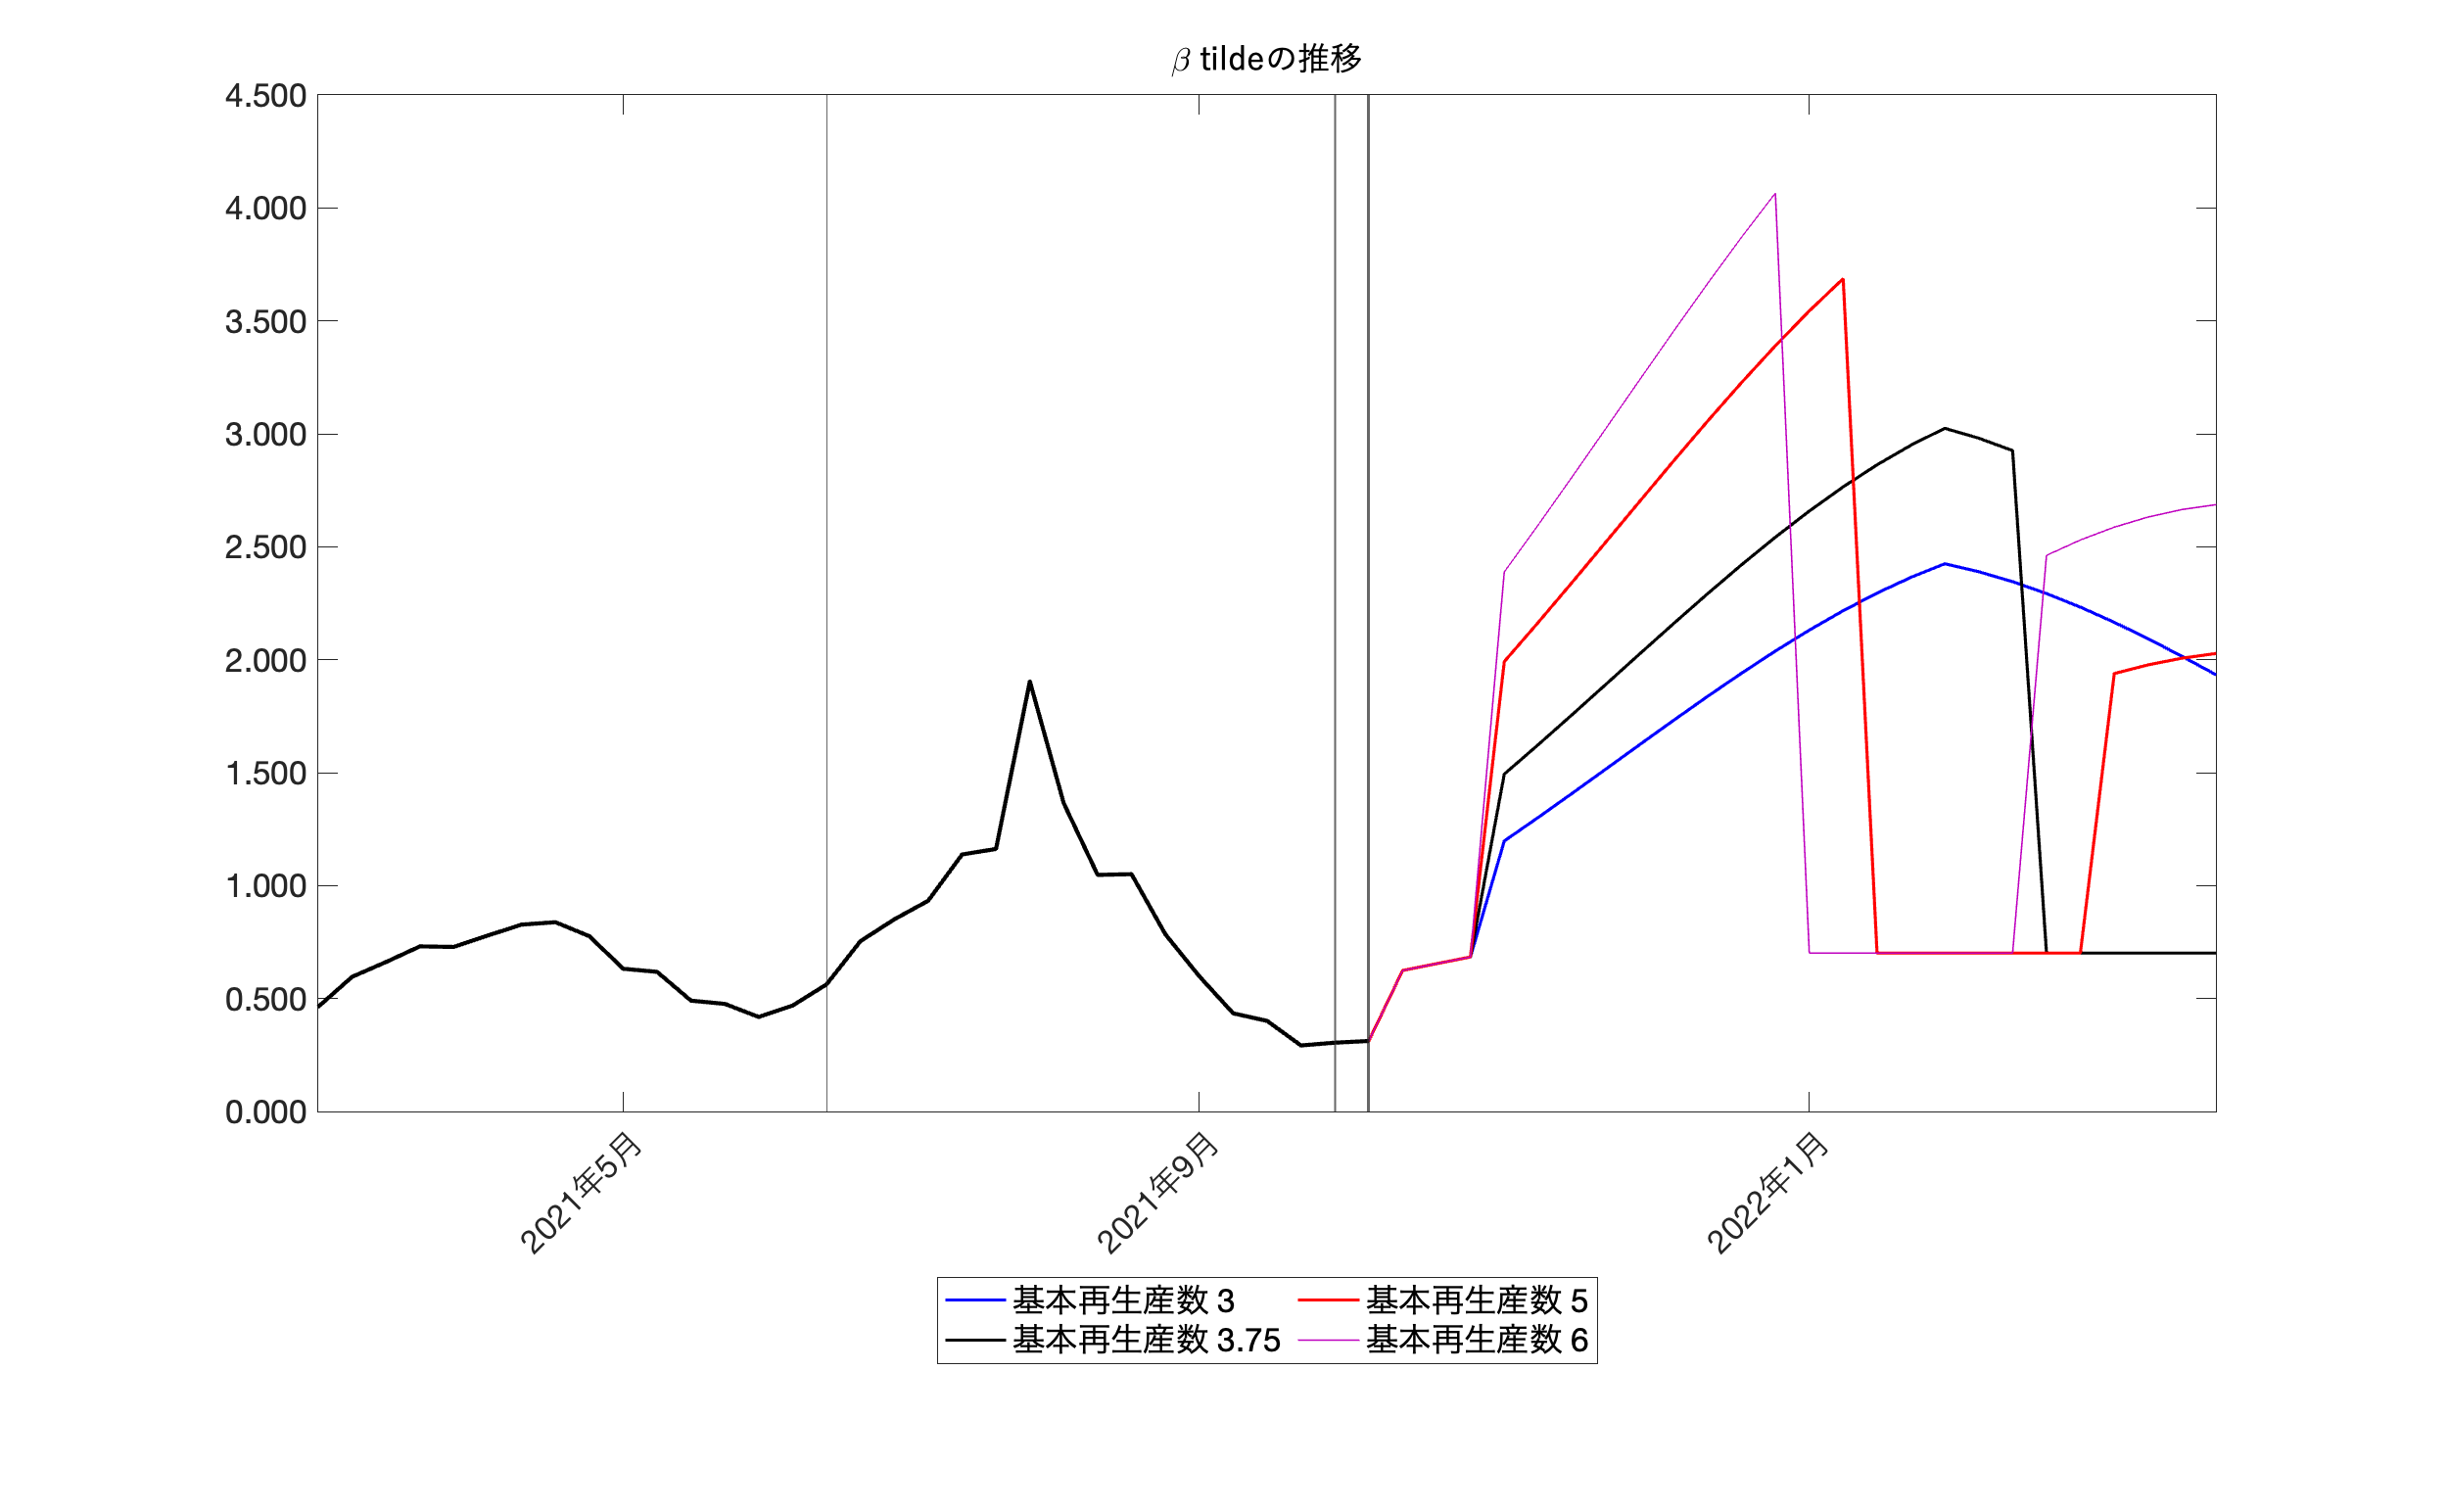 β tildeの推移
4.500
4.000
3.500
3.000
2.500
2.000
1.500
1.000
0.500
0.000
2021年5月
2021年9月
2022年1月
基本再生産数 3
基本再生産数 5
基本再生産数 3.75
基本再生産数 6